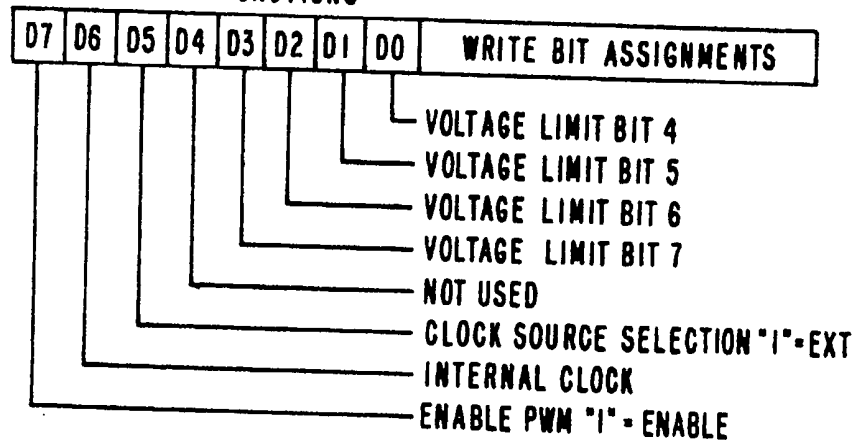 D7 D6 D5 D4 D3 D2 D1 D0 WRITE BIT ASSIGNMENTS
VOLTAGE LIMIT BIT 4
VOLTAGE LIMIT BIT 5
VOLTAGE LIMIT BIT 6
VOLTAGE LIMIT BIT 7
NOT USED
CLOCK SOURCE SELECTION "1"=EXT
INTERNAL CLOCK
ENABLE PWM "1" = ENABLE